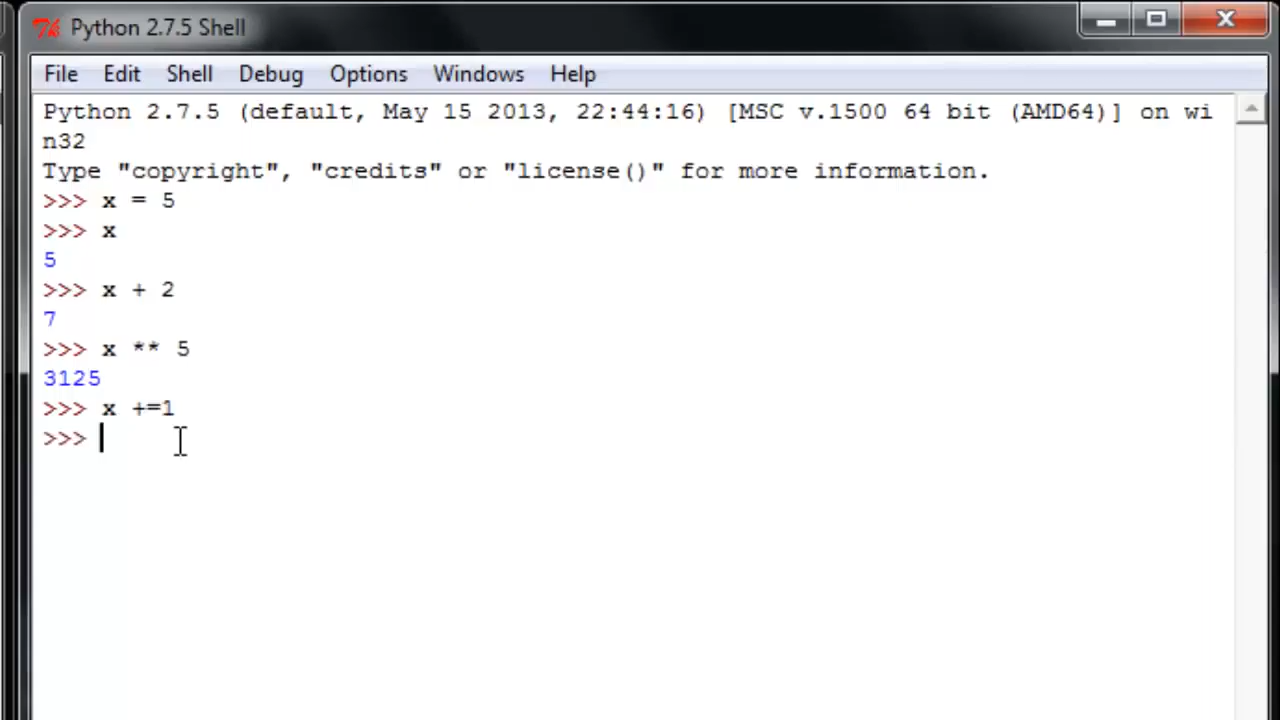 Python 2.7.5 Shell
File Edit Shell Debug Options Windows Help
Python 2.7.5 (default, May 15 2013, 22:44:16) [MSC v.1500 64 bit (AMD64)] on wi
n32
Type "copyright", "credits" or "license()" for more information.
>>> x = 5
>>> x
5
>>> x + 2
7
>>> x ** 5
3125
>>> x +=1
>>>